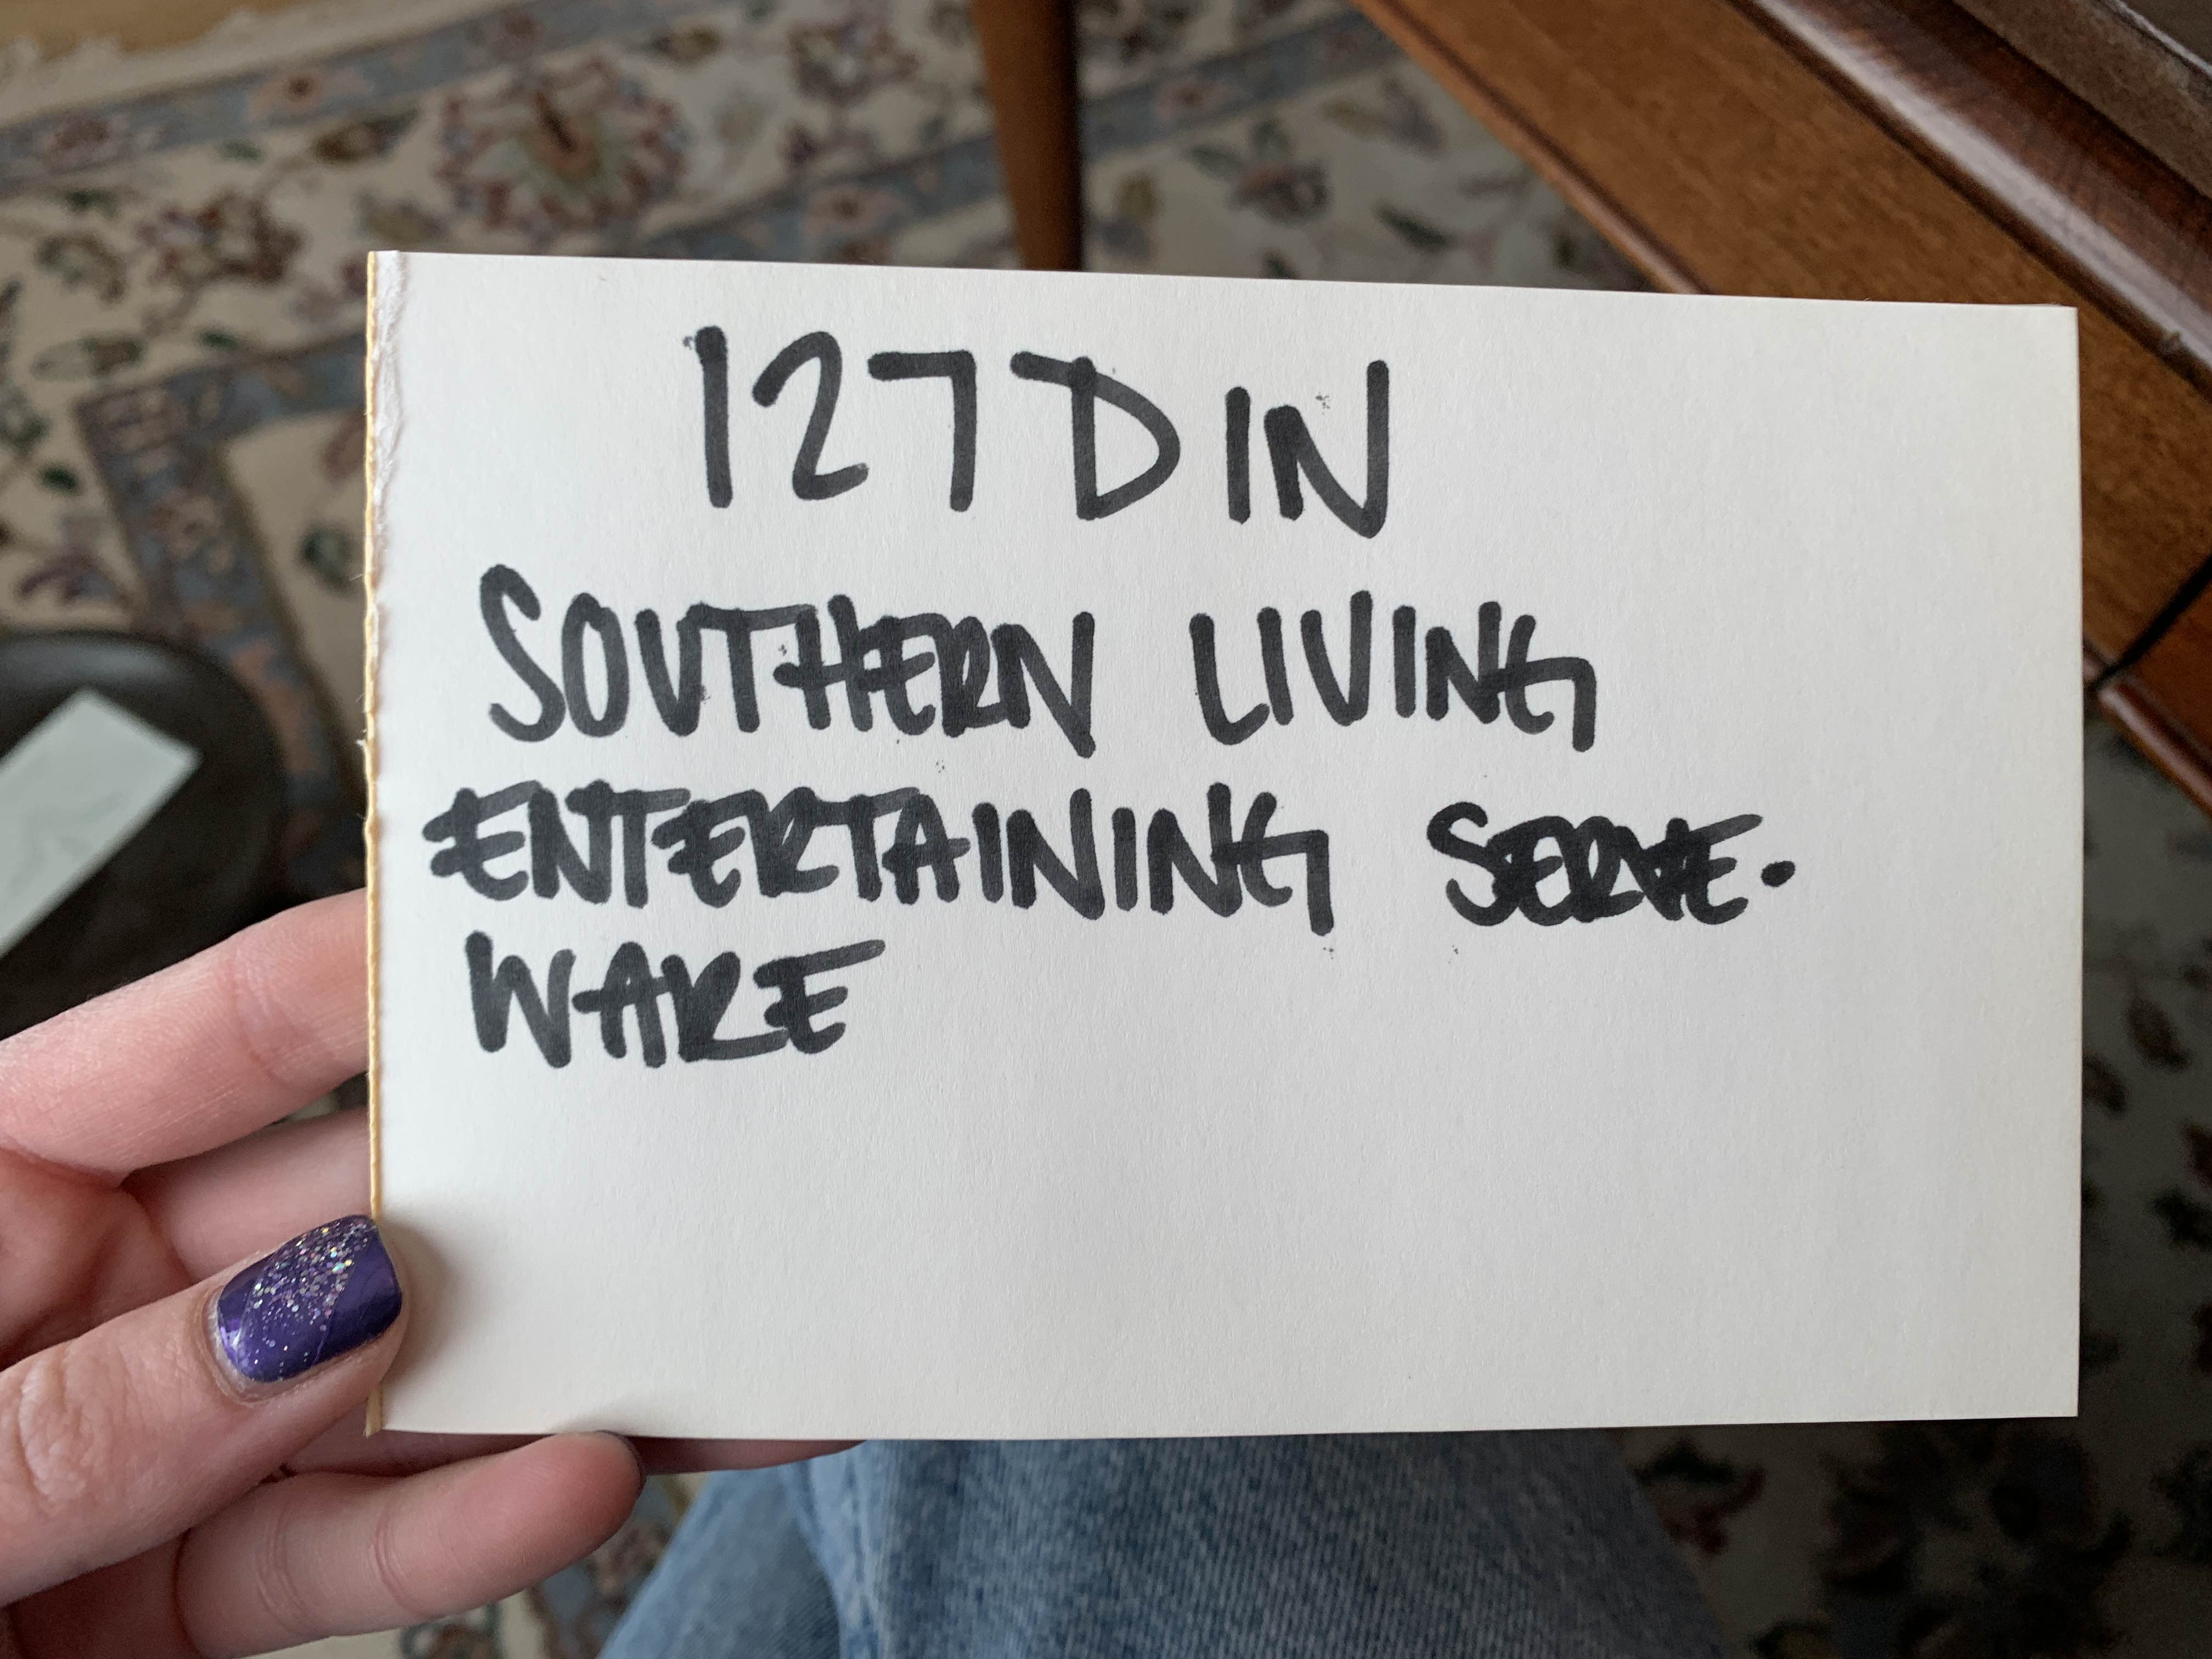 127DIN
SOUTHERN LIVING
ENTERTAINING SERVE.
WARE